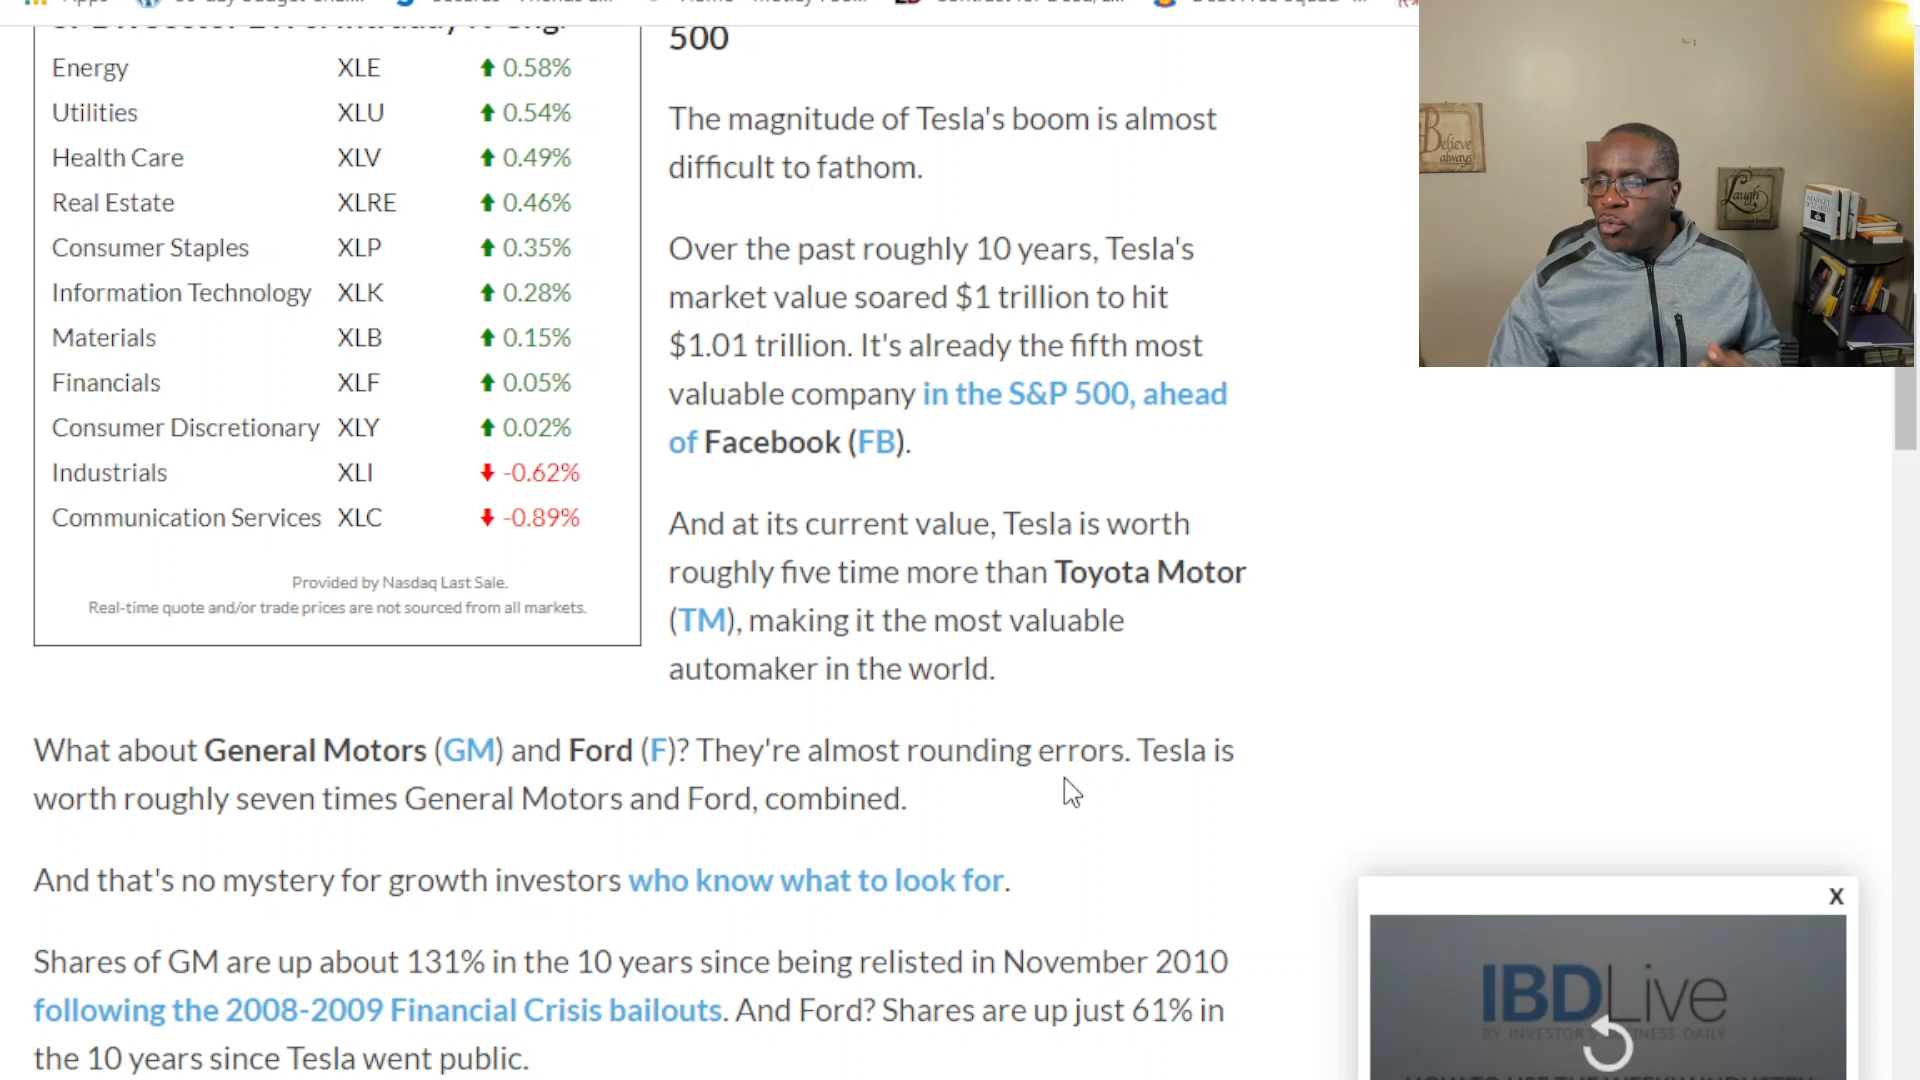 500
Energy XLE 0.58%
Utilities XLU 0.54%
Health Care XLV 0.49%
Real Estate XLRE 0.46%
Consumer Staples XLP 0.35%
Information Technology XLK 0.28%
Materials XLB 0.15%
Financials XLF 0.05%
Consumer Discretionary XLY 0.02%
Industrials XLI -0.62%
Communication Services XLC -0.89%
Provided by Nasdaq Last Sale.
Real-time quote and/or trade prices are not sourced from all markets.
The magnitude of Tesla's boom is almost
difficult to fathom.
Over the past roughly 10 years, Tesla's
market value soared $1 trillion to hit
$1.01 trillion. It's already the fifth most
valuable company in the S&P 500, ahead
of Facebook (FB).
And at its current value, Tesla is worth
roughly five time more than Toyota Motor
(TM), making it the most valuable
automaker in the world.
What about General Motors (GM) and Ford (F)? They're almost rounding errors. Tesla is
worth roughly seven times General Motors and Ford, combined.
And that's no mystery for growth investors who know what to look for.
Shares of GM are up about 131% in the 10 years since being relisted in November 2010
following the 2008-2009 Financial Crisis bailouts. And Ford? Shares are up just 61% in
the 10 years since Tesla went public.
Believe
always
Laugh
X
IBDLive
BY INVESTOR'S BUSINESS DAILY